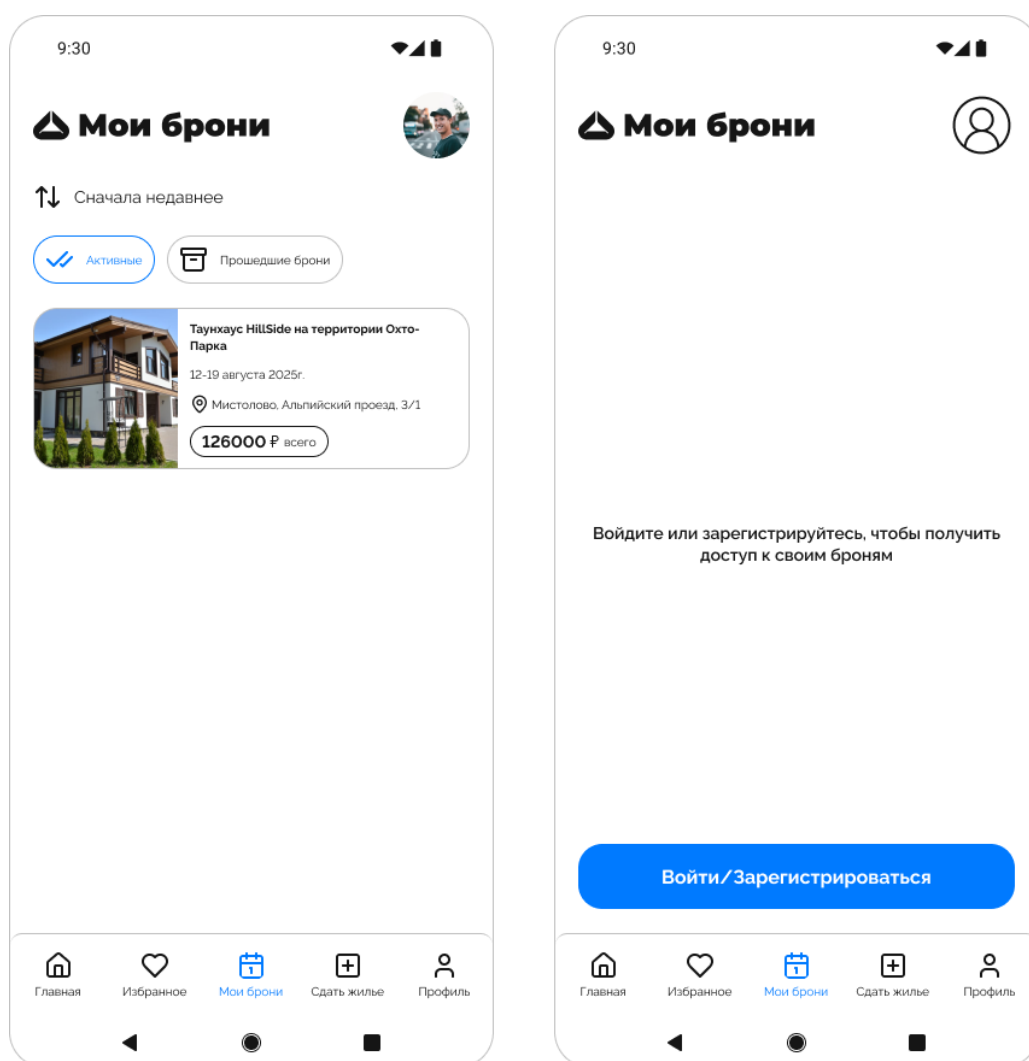 9:30
Мои брони
Сначала недавнее
Активные
Прошедшие брони
Таунхаус HillSide на территории Охто-
Парка
12-19 августа 2025г.
Мистолово, Альпийский проезд, 3/1
126000 ₽ всего
Главная
Избранное
1
Мои брони
Сдать жилье
Профиль
9:30
Мои брони
Войдите или зарегистрируйтесь, чтобы получить
доступ к своим броням
Войти/Зарегистрироваться
Главная
Избранное
1
Мои брони
Сдать жилье
Профиль